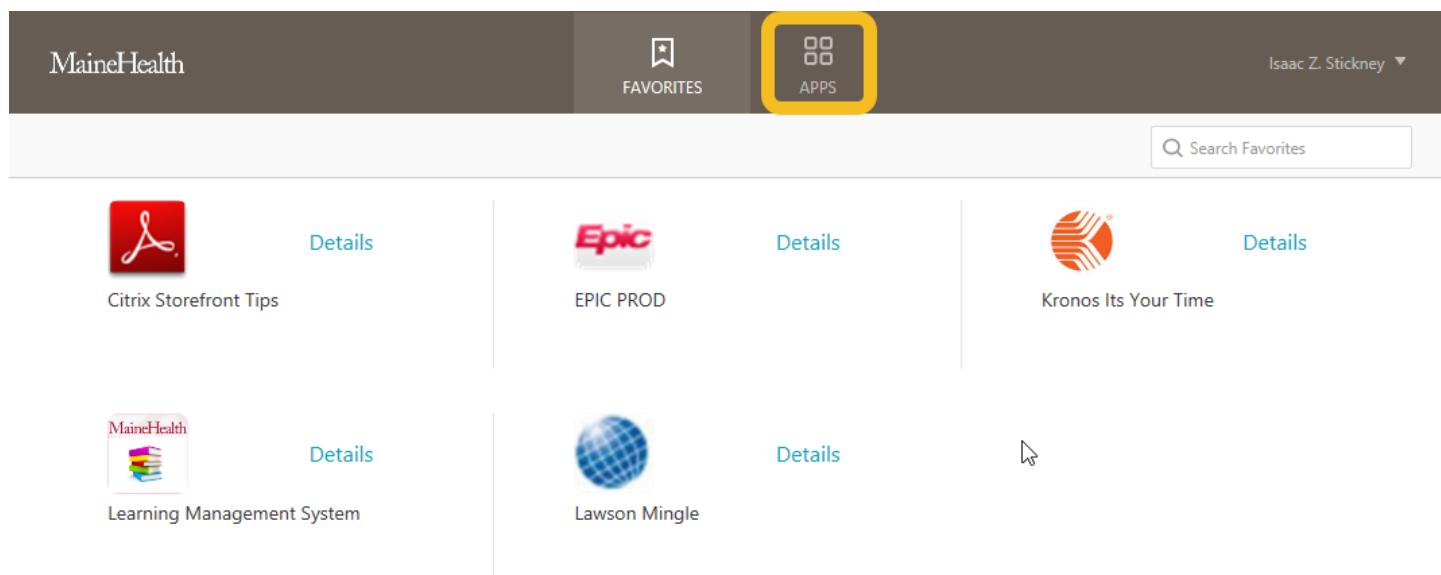 MaineHealth
FAVORITES
APPS
Isaac Z. Stickney
Search Favorites
Details
Citrix Storefront Tips
Epic
Details
EPIC PROD
Details
Kronos Its Your Time
MaineHealth
Details
Learning Management System
Details
Lawson Mingle